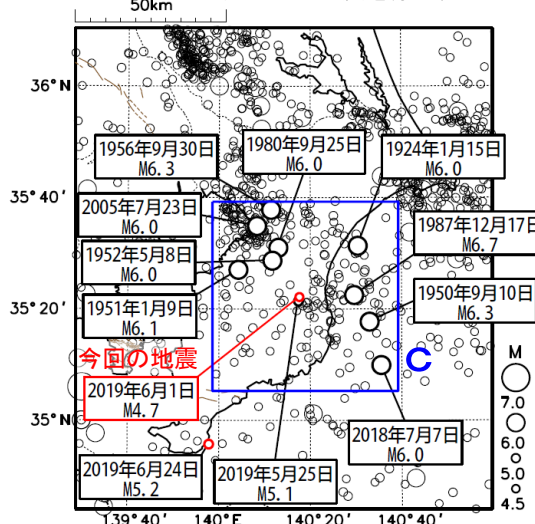 50km
36°N
1956年9月30日
M6.3
1980年9月25日
M6.0
1924年1月15日
M6.0
35°40'
2005年7月23日
M6.0
1987年12月17日
M6.7
1952年5月8日
M6.0
1950年9月10日
M6.3
35°20'
1951年1月9日
M6.1
今回の地震
C
2019年6月1日
M4.7
M
7.0
6.0
5.0
4.5
35°N
2018年7月7日
M6.0
2019年6月24日
M5.2
2019年5月25日
M5.1
139°40'
140°E
140°20'
140°40'